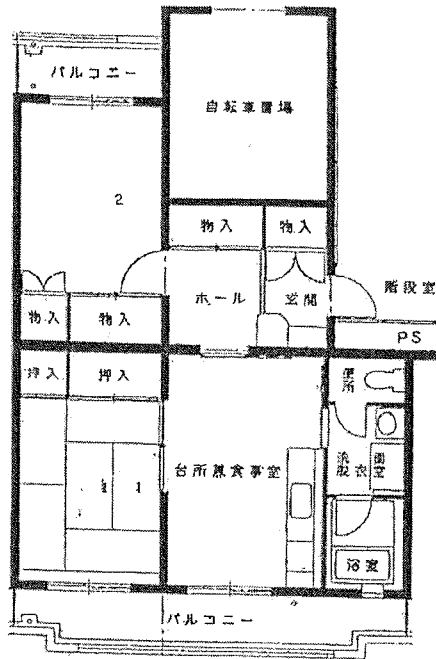 バルコニー
自転車置場
2
物入 物入
ホール 玄関 階段室
PS
物入 物入
押入 押入
便所
洗面
脱衣室
台所兼食事室
1
浴室
バルコニー